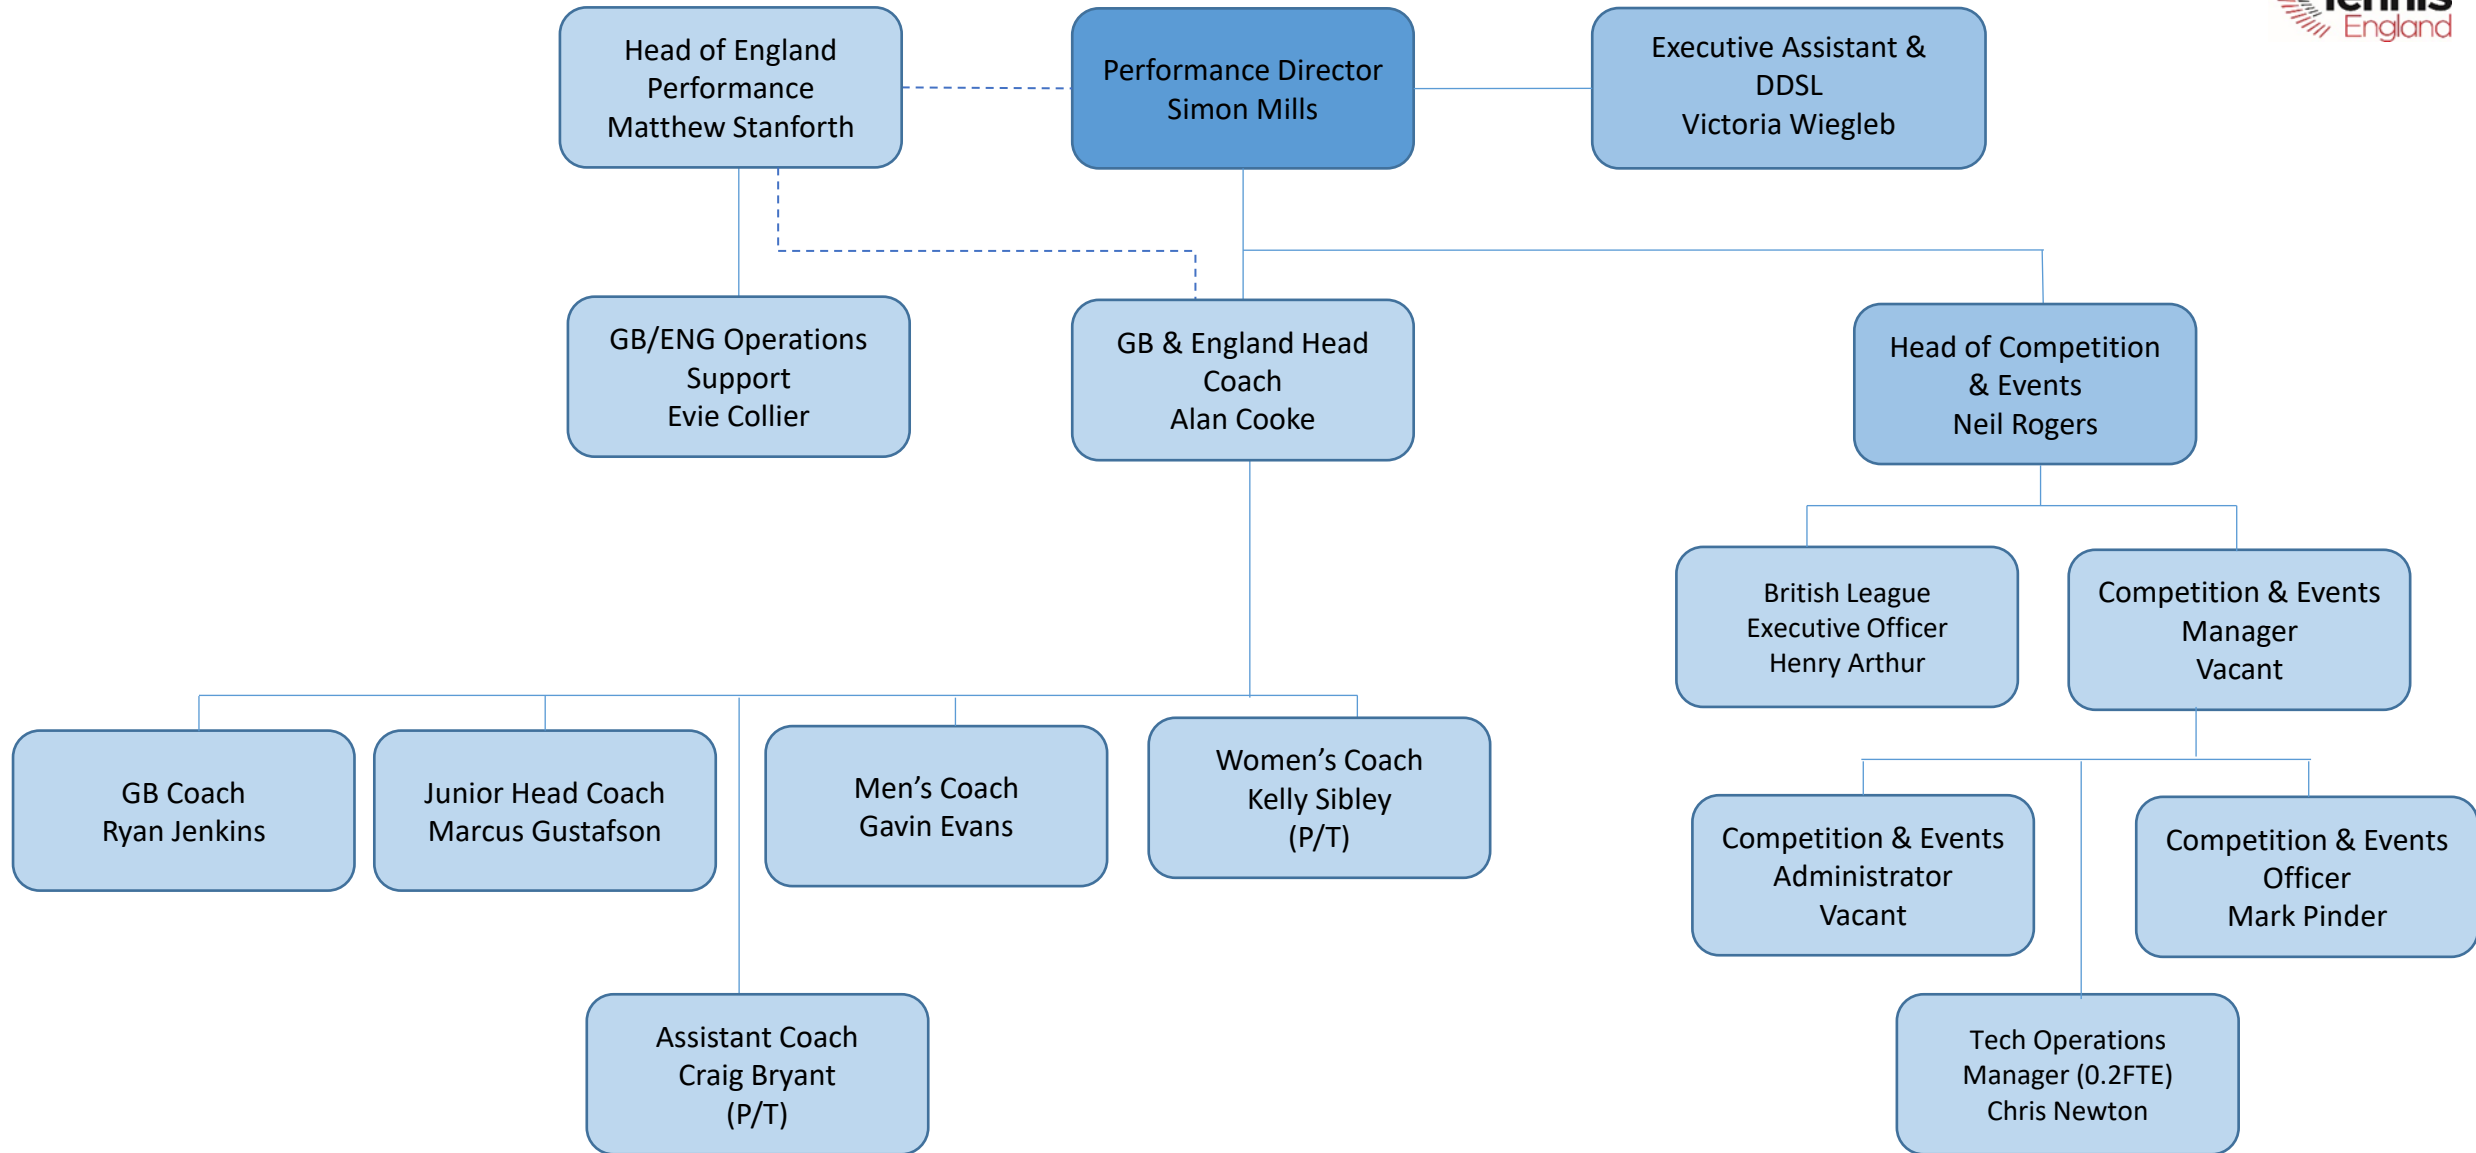 Tennis
England
Head of England
Performance
Matthew Stanforth
Performance Director
Simon Mills
Executive Assistant &
DDSL
Victoria Wiegleb
GB/ENG Operations
Support
Evie Collier
GB & England Head
Coach
Alan Cooke
Head of Competition
& Events
Neil Rogers
British League
Executive Officer
Henry Arthur
Competition & Events
Manager
Vacant
GB Coach
Ryan Jenkins
Junior Head Coach
Marcus Gustafson
Men’s Coach
Gavin Evans
Women’s Coach
Kelly Sibley
(P/T)
Competition & Events
Administrator
Vacant
Competition & Events
Officer
Mark Pinder
Assistant Coach
Craig Bryant
(P/T)
Tech Operations
Manager (0.2FTE)
Chris Newton